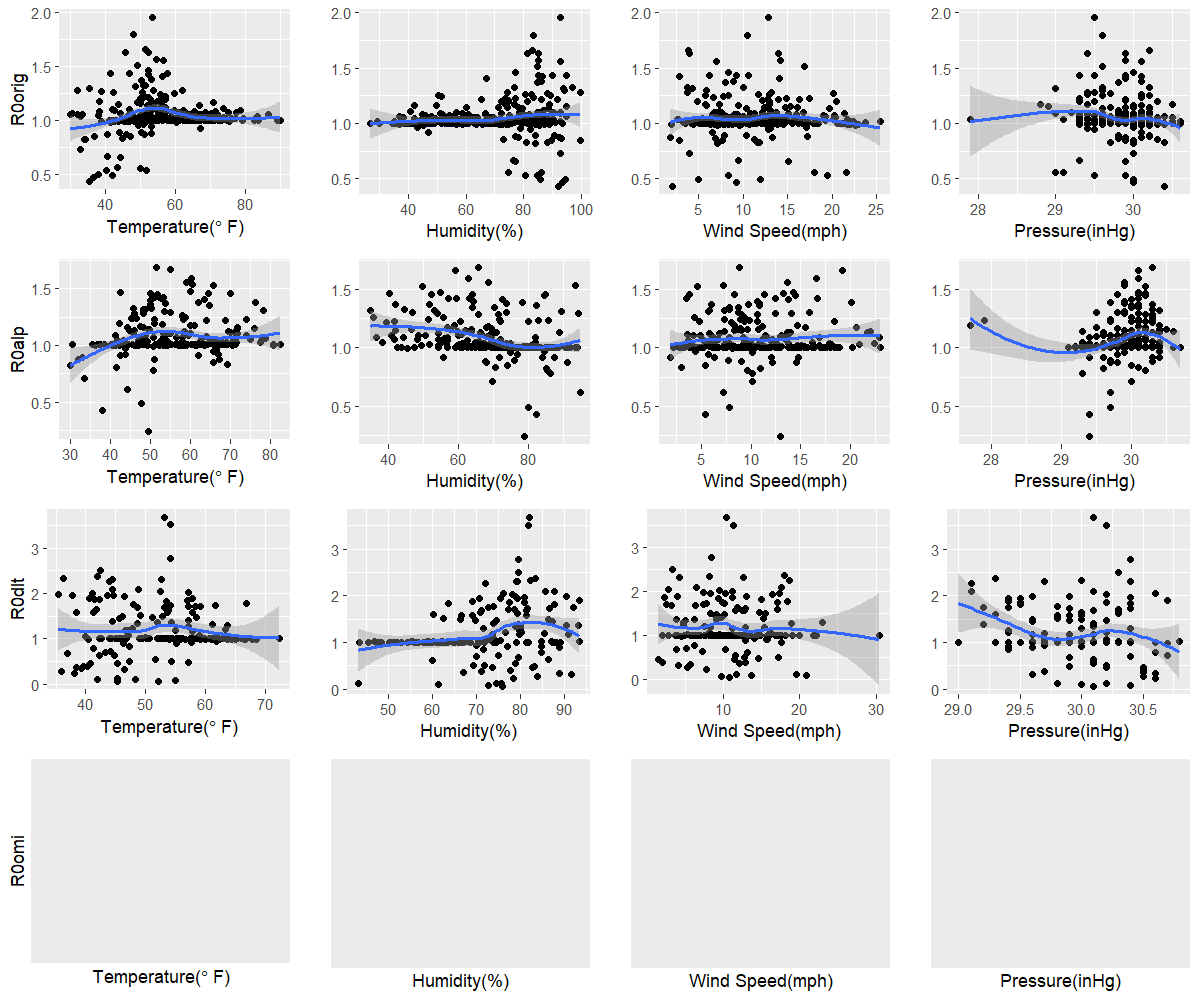 R0orig
2.0
1.5
1.0
0.5
40 60 80
Temperature(° F)
2.0
1.5
1.0
0.5
40 60 80 100
Humidity(%)
2.0
1.5
1.0
0.5
5 10 15 20 25
Wind Speed(mph)
2.0
1.5
1.0
0.5
28 29 30
Pressure(inHg)
R0alp
1.5
1.0
0.5
30 40 50 60 70 80
Temperature(° F)
1.5
1.0
0.5
40 60 80
Humidity(%)
1.5
1.0
0.5
5 10 15 20
Wind Speed(mph)
1.5
1.0
0.5
28 29 30
Pressure(inHg)
R0dlt
3
2
1
0
40 50 60 70
Temperature(° F)
3
2
1
0
50 60 70 80 90
Humidity(%)
3
2
1
0
10 20 30
Wind Speed(mph)
3
2
1
0
29.0 29.5 30.0 30.5
Pressure(inHg)
R0omi
Temperature(° F)
Humidity(%)
Wind Speed(mph)
Pressure(inHg)